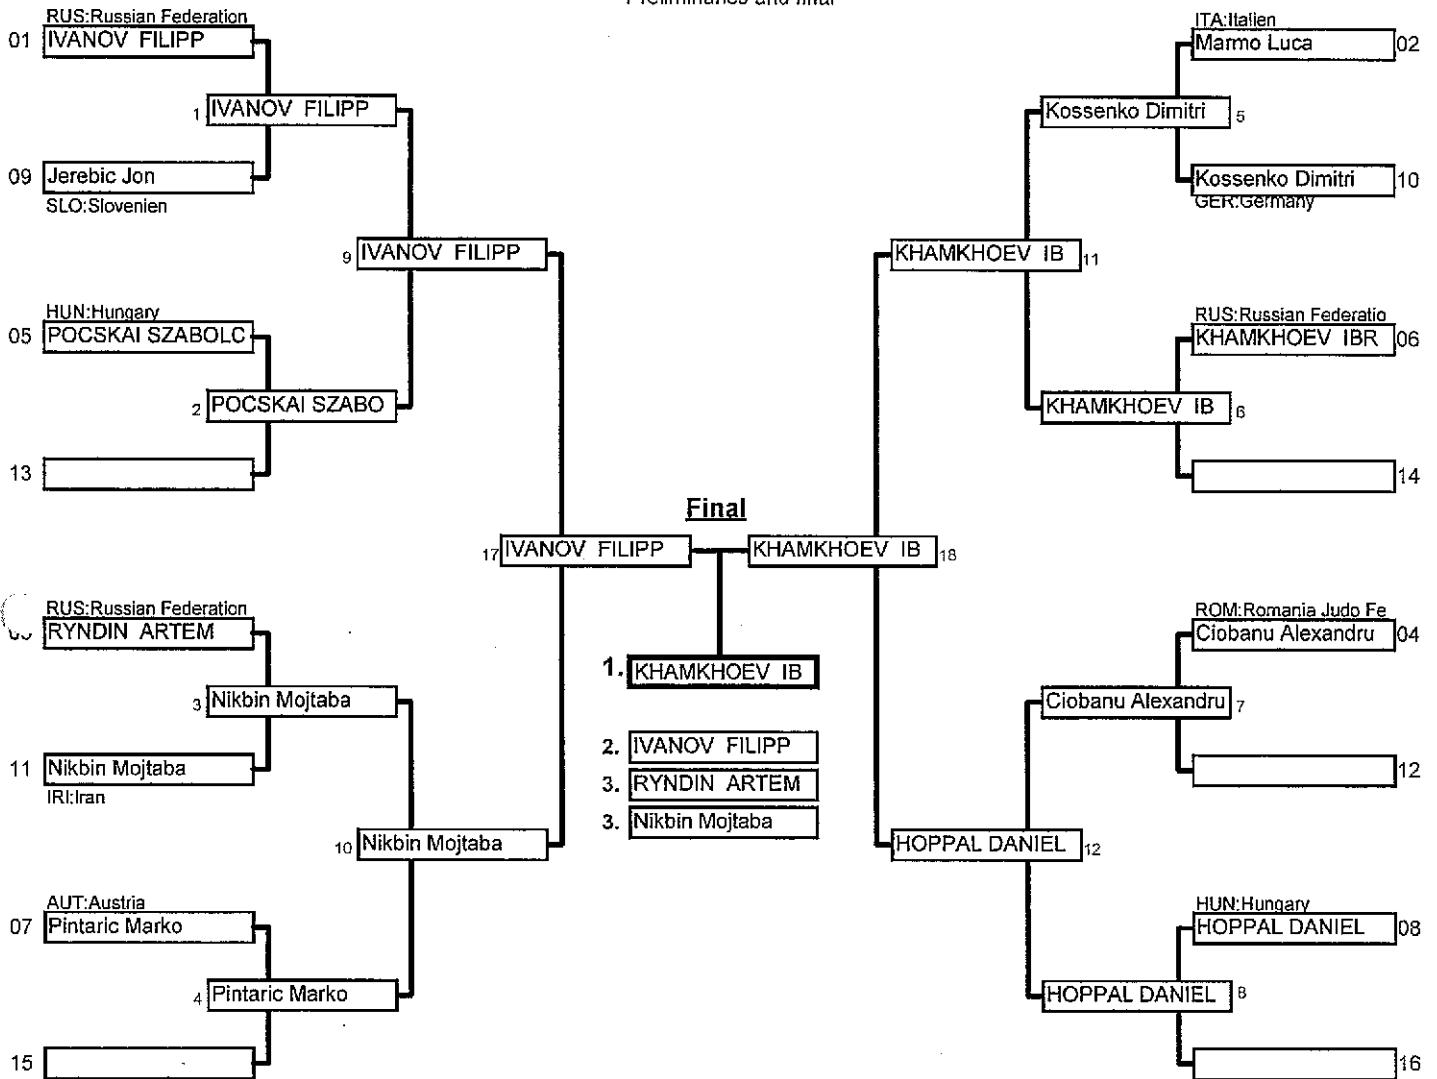 Preliminaries and final
RUS:Russian Federation
01 IVANOV FILIPP
1 IVANOV FILIPP
09 Jerebic Jon
SLO:Slovenien
9 IVANOV FILIPP
HUN:Hungary
05 POCSKAI SZABOLC
2 POCSKAI SZABO
13
17 IVANOV FILIPP
RUS:Russian Federation
RYNDIN ARTEM
3 Nikbin Mojtaba
11 Nikbin Mojtaba
IRI:Iran
10 Nikbin Mojtaba
AUT:Austria
07 Pintaric Marko
4 Pintaric Marko
15
Final
1. KHAMKHOEV IB
2. IVANOV FILIPP
3. RYNDIN ARTEM
3. Nikbin Mojtaba
ITA:Italien
Marmo Luca 02
Kossenko Dimitri 5
Kossenko Dimitri 10
GER:Germany
KHAMKHOEV IB 11
RUS:Russian Federatio
KHAMKHOEV IBR 06
KHAMKHOEV IB 6
14
KHAMKHOEV IB 18
ROM:Romania Judo Fe
Ciobanu Alexandru 04
Ciobanu Alexandru 7
12
HOPPAL DANIEL 12
HUN:Hungary
HOPPAL DANIEL 08
HOPPAL DANIEL 8
16